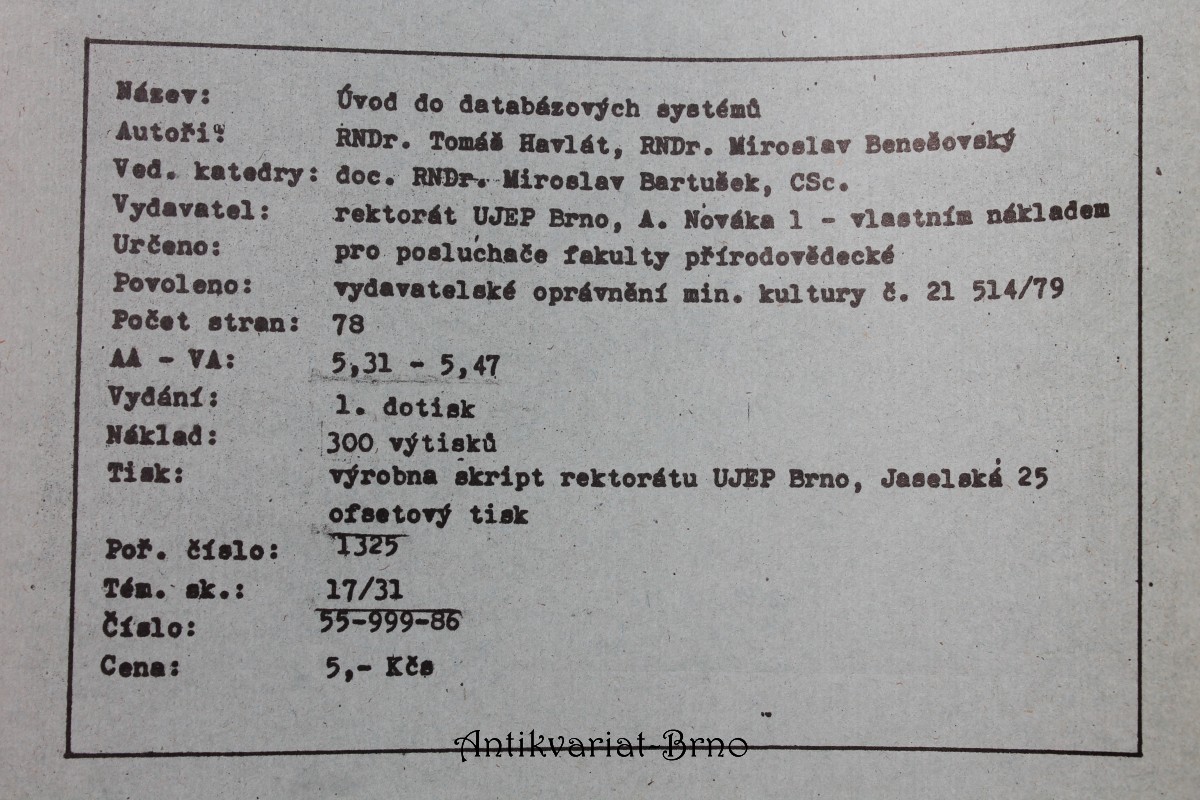 Název: Úvod do databázových systémů
Autoři: RNDr. Tomáš Havlát, RNDr. Miroslav Benešovský
Ved. katedry: doc. RNDr. Miroslav Bartušek, CSc.
Vydavatel: rektorát UJEP Brno, A. Nováka 1 - vlastním nákladem
Určeno: pro posluchače fakulty přírodovědecké
Povoleno: vydavatelské oprávnění min. kultury č. 21 514/79
Počet stran: 78
AA - VA: 5,31 - 5,47
Vydání: 1. dotisk
Náklad: 300 výtisků
Tisk: výrobna skript rektorátu UJEP Brno, Jaselská 25
ofsetový tisk
Poř. číslo: 1325
Tém. sk.: 17/31
Číslo: 55-999-86
Cena: 5,- Kčs
Antikvariat-Brno